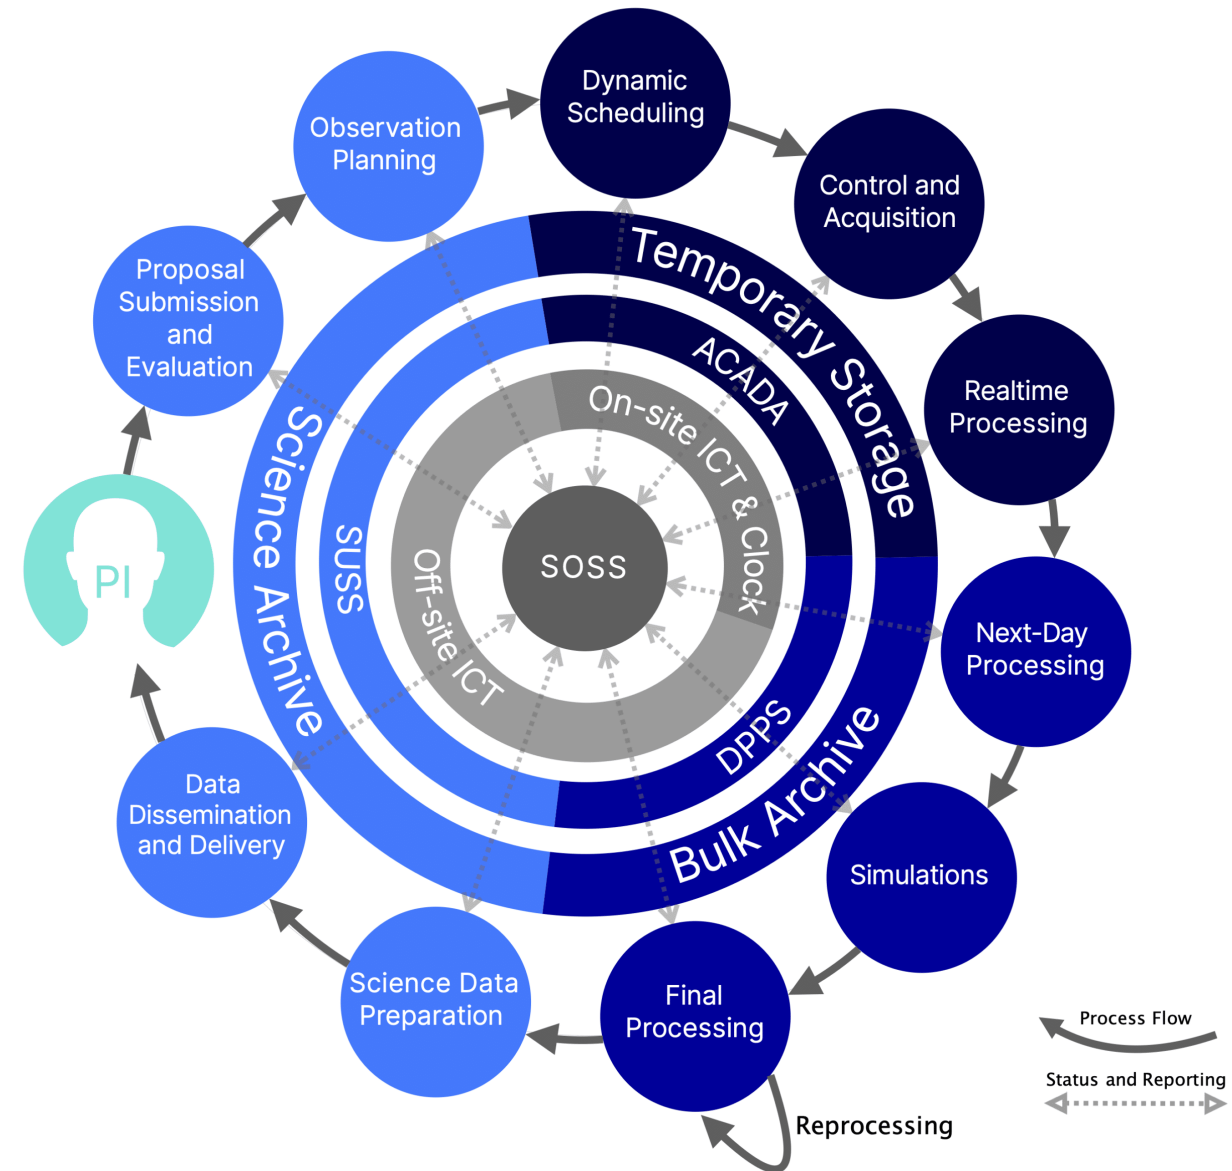 Dynamic
Scheduling
Observation
Planning
Control and
Acquisition
Proposal
Submission
and
Evaluation
Realtime
Processing
Temporary Storage
ACADA
On-site ICT & Clock
Science Archive
SUSS
Off-site ICT
SOSS
PI
Next-Day
Processing
DPPS
Bulk Archive
Data
Dissemination
and Delivery
Simulations
Science Data
Preparation
Final
Processing
Reprocessing
Process Flow
Status and Reporting